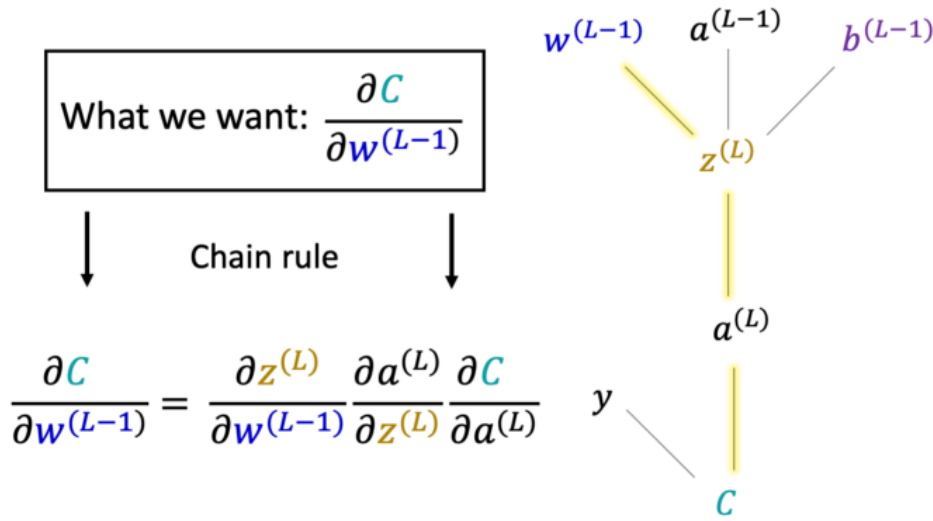 What we want: ∂C/∂w^(L−1)
Chain rule
∂C/∂w^(L−1) = ∂z^(L)/∂w^(L−1) ∂a^(L)/∂z^(L) ∂C/∂a^(L)
w^(L−1) a^(L−1) b^(L−1)
z^(L)
a^(L)
y
C